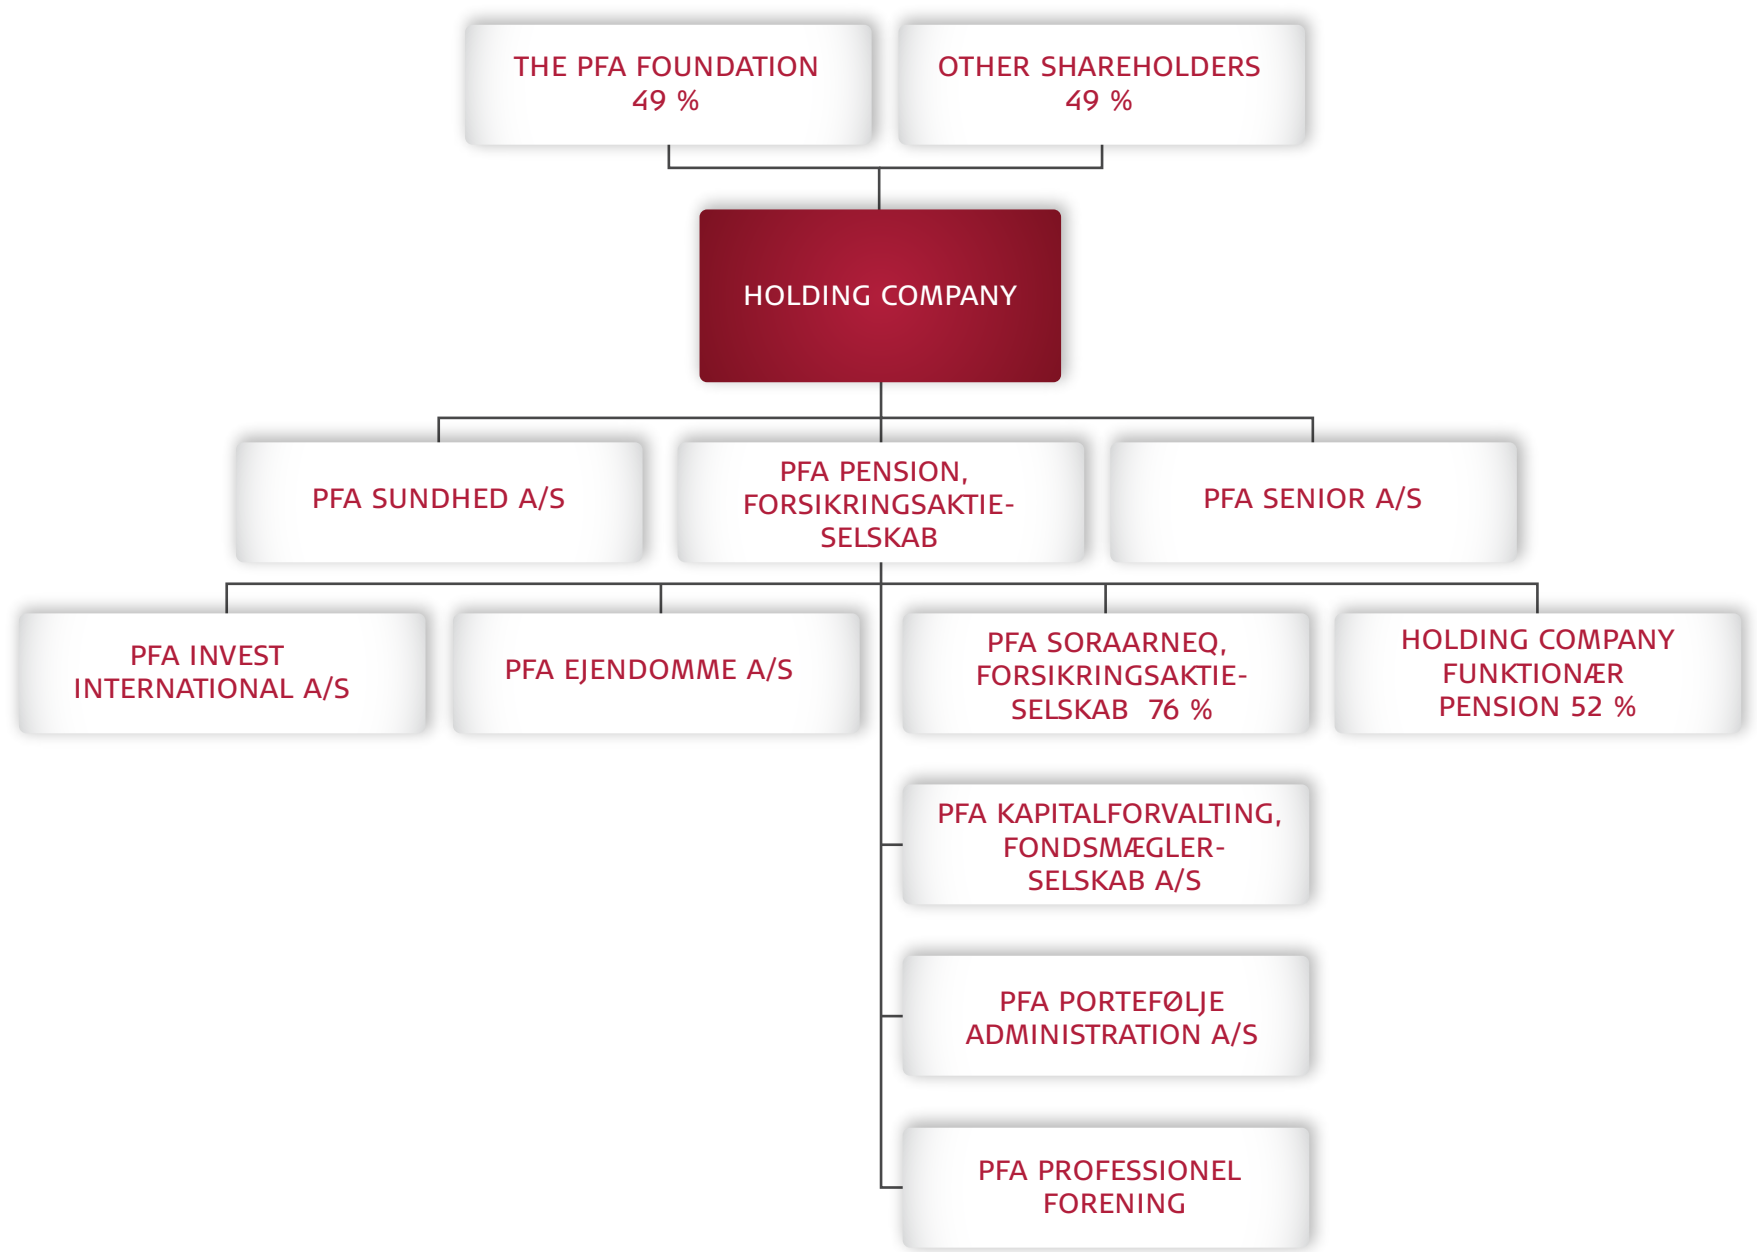 THE PFA FOUNDATION
49 %
OTHER SHAREHOLDERS
49 %
HOLDING COMPANY
PFA SUNDHED A/S
PFA PENSION,
FORSIKRINGSAKTIE-
SELSKAB
PFA SENIOR A/S
PFA INVEST
INTERNATIONAL A/S
PFA EJENDOMME A/S
PFA SORAARNEQ,
FORSIKRINGSAKTIE-
SELSKAB 76 %
HOLDING COMPANY
FUNKTIONÆR
PENSION 52 %
PFA KAPITALFORVALTING,
FONDSMÆGLER-
SELSKAB A/S
PFA PORTEFØLJE
ADMINISTRATION A/S
PFA PROFESSIONEL
FORENING